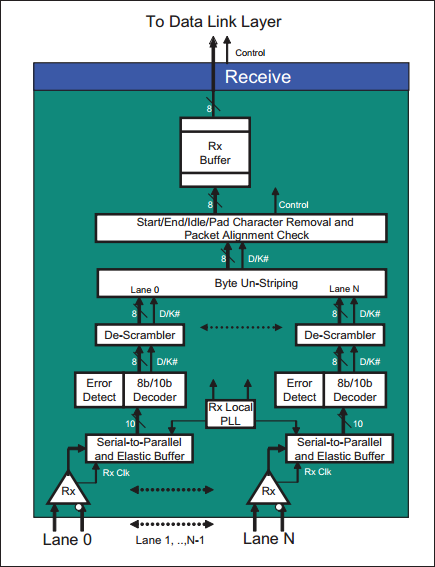 To Data Link Layer
Control
Receive
8
Rx
Buffer
8
Control
Start/End/Idle/Pad Character Removal and
Packet Alignment Check
8
D/K#
Byte Un-Striping
Lane 0
Lane N
8
D/K#
8
D/K#
De-Scrambler
De-Scrambler
8
D/K#
8
D/K#
Error
Detect
8b/10b
Decoder
Rx Local
PLL
Error
Detect
8b/10b
Decoder
10
10
Serial-to-Parallel
and Elastic Buffer
Serial-to-Parallel
and Elastic Buffer
Rx Clk
Rx Clk
Rx
Rx
Lane 0
Lane 1, ..,N-1
Lane N